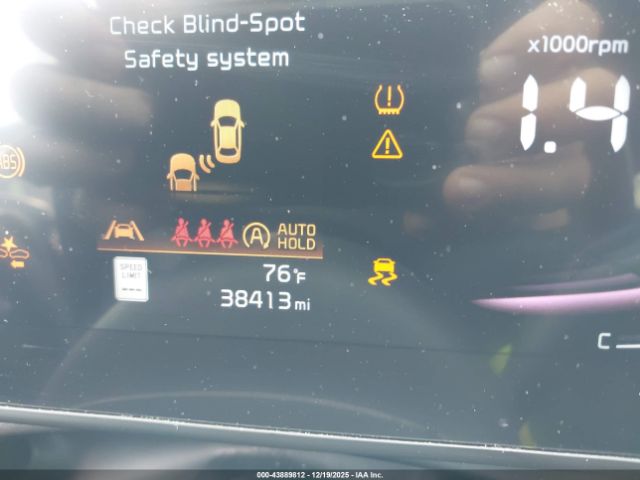 Check Blind-Spot
Safety system
x1000rpm
1.4
ABS
A
AUTO
HOLD
SPEED
LIMIT
---
76°F
38413 mi
C
000-43889812 - 12/19/2025 - IAA Inc.